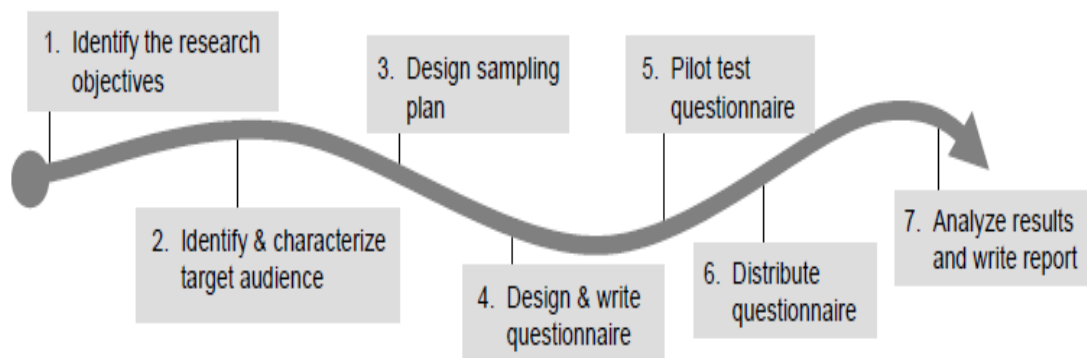 1. Identify the research
objectives
2. Identify & characterize
target audience
3. Design sampling
plan
4. Design & write
questionnaire
5. Pilot test
questionnaire
6. Distribute
questionnaire
7. Analyze results
and write report